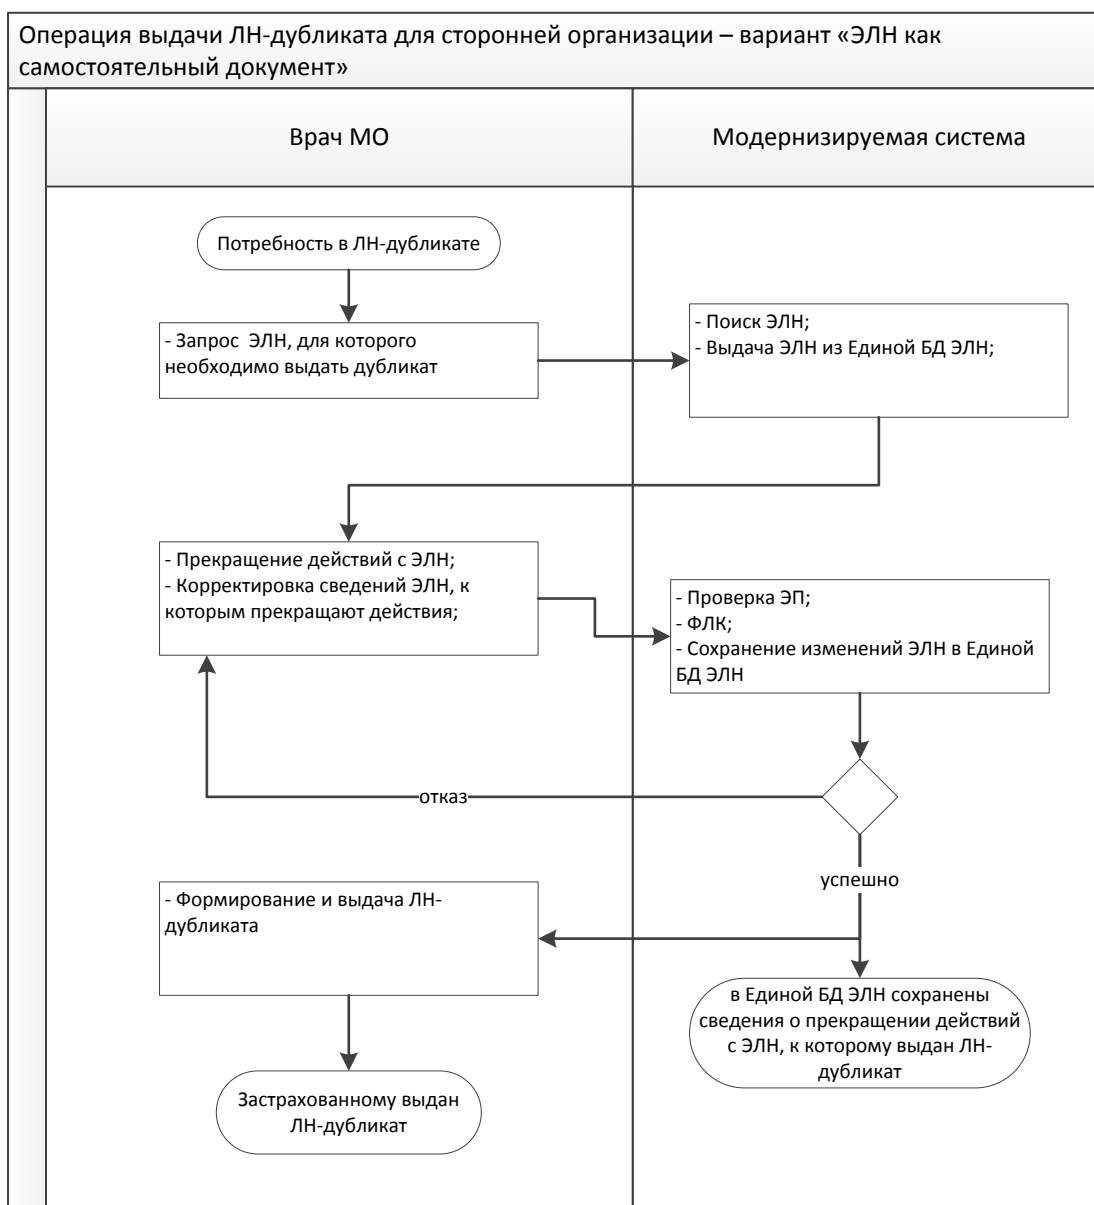 Операция выдачи ЛН-дубликата для сторонней организации – вариант «ЭЛН как
самостоятельный документ»
Врач МО
Модернизируемая система
Потребность в ЛН-дубликате
- Запрос  ЭЛН, для которого
необходимо выдать дубликат
- Поиск ЭЛН;
- Выдача ЭЛН из Единой БД ЭЛН;
- Прекращение действий с ЭЛН;
- Корректировка сведений ЭЛН, к
которым прекращают действия;
- Проверка ЭП;
- ФЛК;
- Сохранение изменений ЭЛН в Единой
БД ЭЛН
отказ
успешно
- Формирование и выдача ЛН-
дубликата
в Единой БД ЭЛН сохранены
сведения о прекращении действий
с ЭЛН, к которому выдан ЛН-
дубликат
Застрахованному выдан
ЛН-дубликат